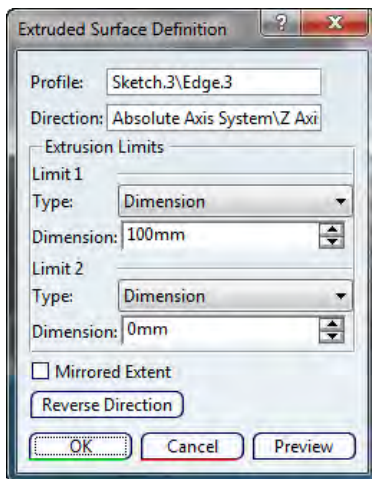 Extruded Surface Definition ? X
Profile: Sketch.3\Edge.3
Direction: Absolute Axis System\Z Axi
Extrusion Limits
Limit 1
Type: Dimension
Dimension: 100mm
Limit 2
Type: Dimension
Dimension: 0mm
Mirrored Extent
Reverse Direction
OK Cancel Preview